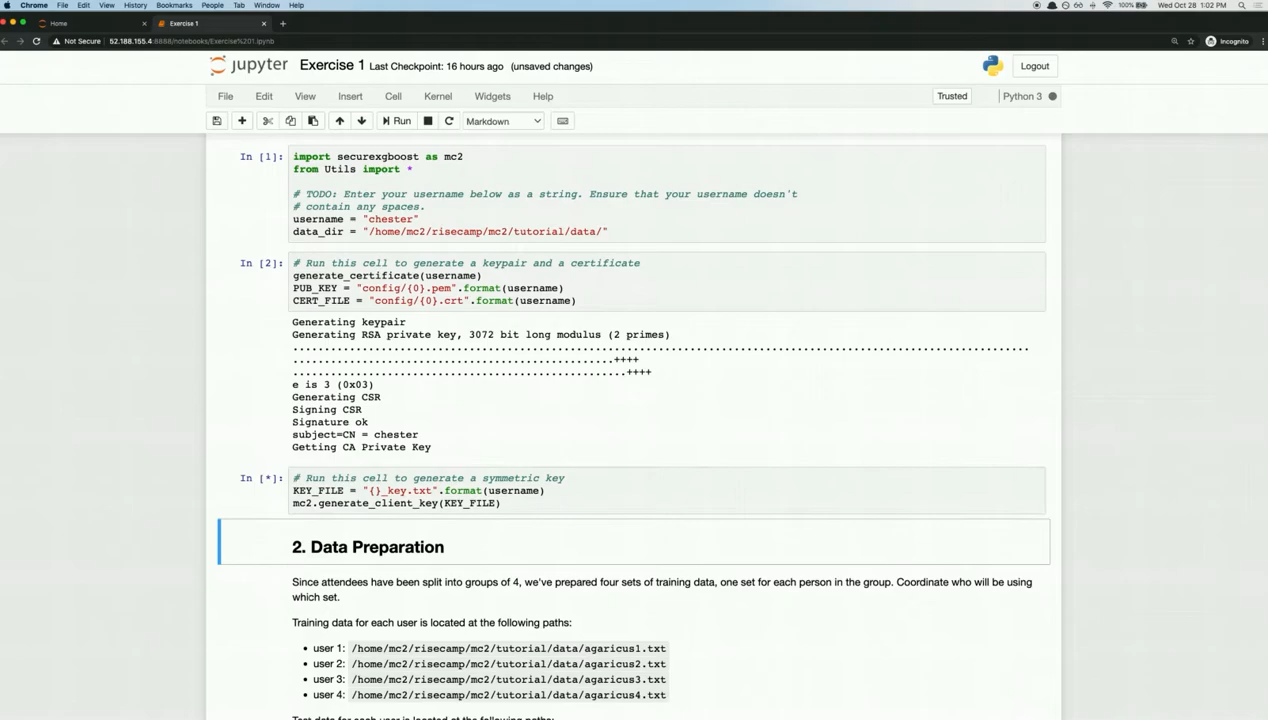 Chrome File Edit View History Bookmarks People Tab Window Help 100% Wed Oct 28 1:02 PM
Home Exercise 1
Not Secure 52.188.155.4:8888/notebooks/Exercise%201.ipynb Incognito
jupyter Exercise 1 Last Checkpoint: 16 hours ago (unsaved changes) Logout
File Edit View Insert Cell Kernel Widgets Help Trusted Python 3
Run Markdown
In [1]: import securexgboost as mc2
from Utils import *
# TODO: Enter your username below as a string. Ensure that your username doesn't
# contain any spaces.
username = "chester"
data_dir = "/home/mc2/risecamp/mc2/tutorial/data/"
In [2]: # Run this cell to generate a keypair and a certificate
generate_certificate(username)
PUB_KEY = "config/{0}.pem".format(username)
CERT_FILE = "config/{0}.crt".format(username)
Generating keypair
Generating RSA private key, 3072 bit long modulus (2 primes)
.....................................................................................................................
...................................................++++
.....................................................++++
e is 3 (0x03)
Generating CSR
Signing CSR
Signature ok
subject=CN = chester
Getting CA Private Key
In [*]: # Run this cell to generate a symmetric key
KEY_FILE = "{}_key.txt".format(username)
mc2.generate_client_key(KEY_FILE)
2. Data Preparation
Since attendees have been split into groups of 4, we've prepared four sets of training data, one set for each person in the group. Coordinate who will be using
which set.
Training data for each user is located at the following paths:
• user 1: /home/mc2/risecamp/mc2/tutorial/data/agaricus1.txt
• user 2: /home/mc2/risecamp/mc2/tutorial/data/agaricus2.txt
• user 3: /home/mc2/risecamp/mc2/tutorial/data/agaricus3.txt
• user 4: /home/mc2/risecamp/mc2/tutorial/data/agaricus4.txt
Test data for each user is located at the following paths: